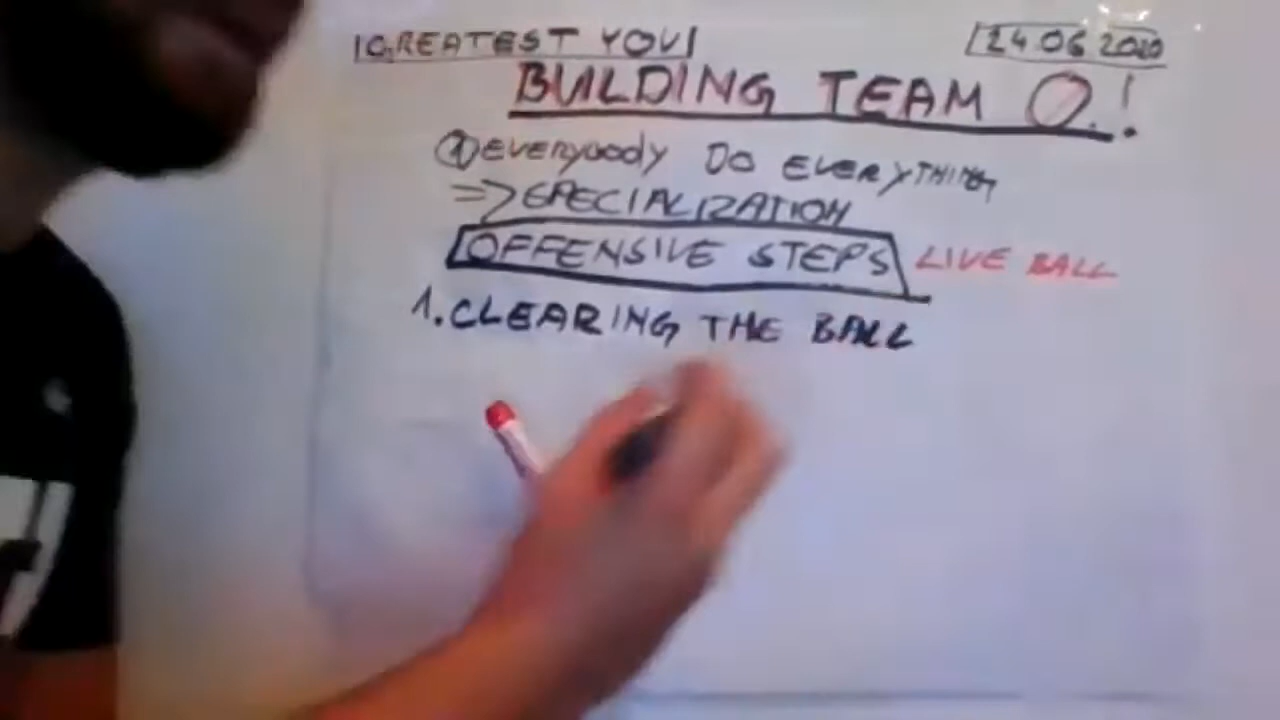 GREATEST YOU
24.06 2020
BUILDING TEAM O.!
① EVERYBODY DO EVERYTHING
=> SPECIALIZATION
OFFENSIVE STEPS LIVE BALL
1. CLEARING THE BALL